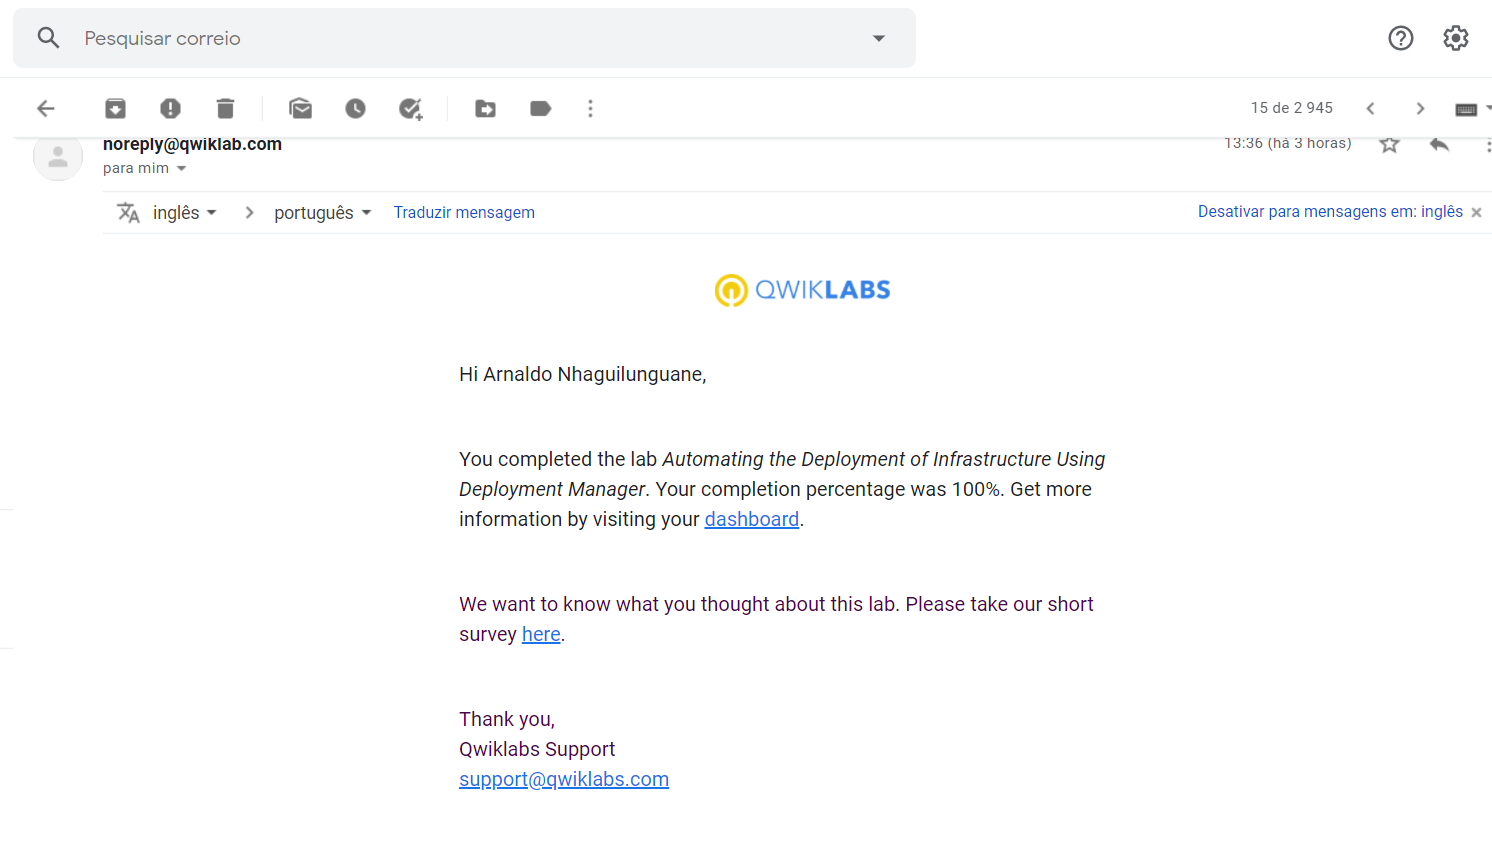 Pesquisar correio
15 de 2 945
noreply@qwiklab.com
13:36 (há 3 horas)
para mim
inglês > português Traduzir mensagem
Desativar para mensagens em: inglês
QWIKLABS
Hi Arnaldo Nhaguilunguane,
You completed the lab Automating the Deployment of Infrastructure Using
Deployment Manager. Your completion percentage was 100%. Get more
information by visiting your dashboard.
We want to know what you thought about this lab. Please take our short
survey here.
Thank you,
Qwiklabs Support
support@qwiklabs.com